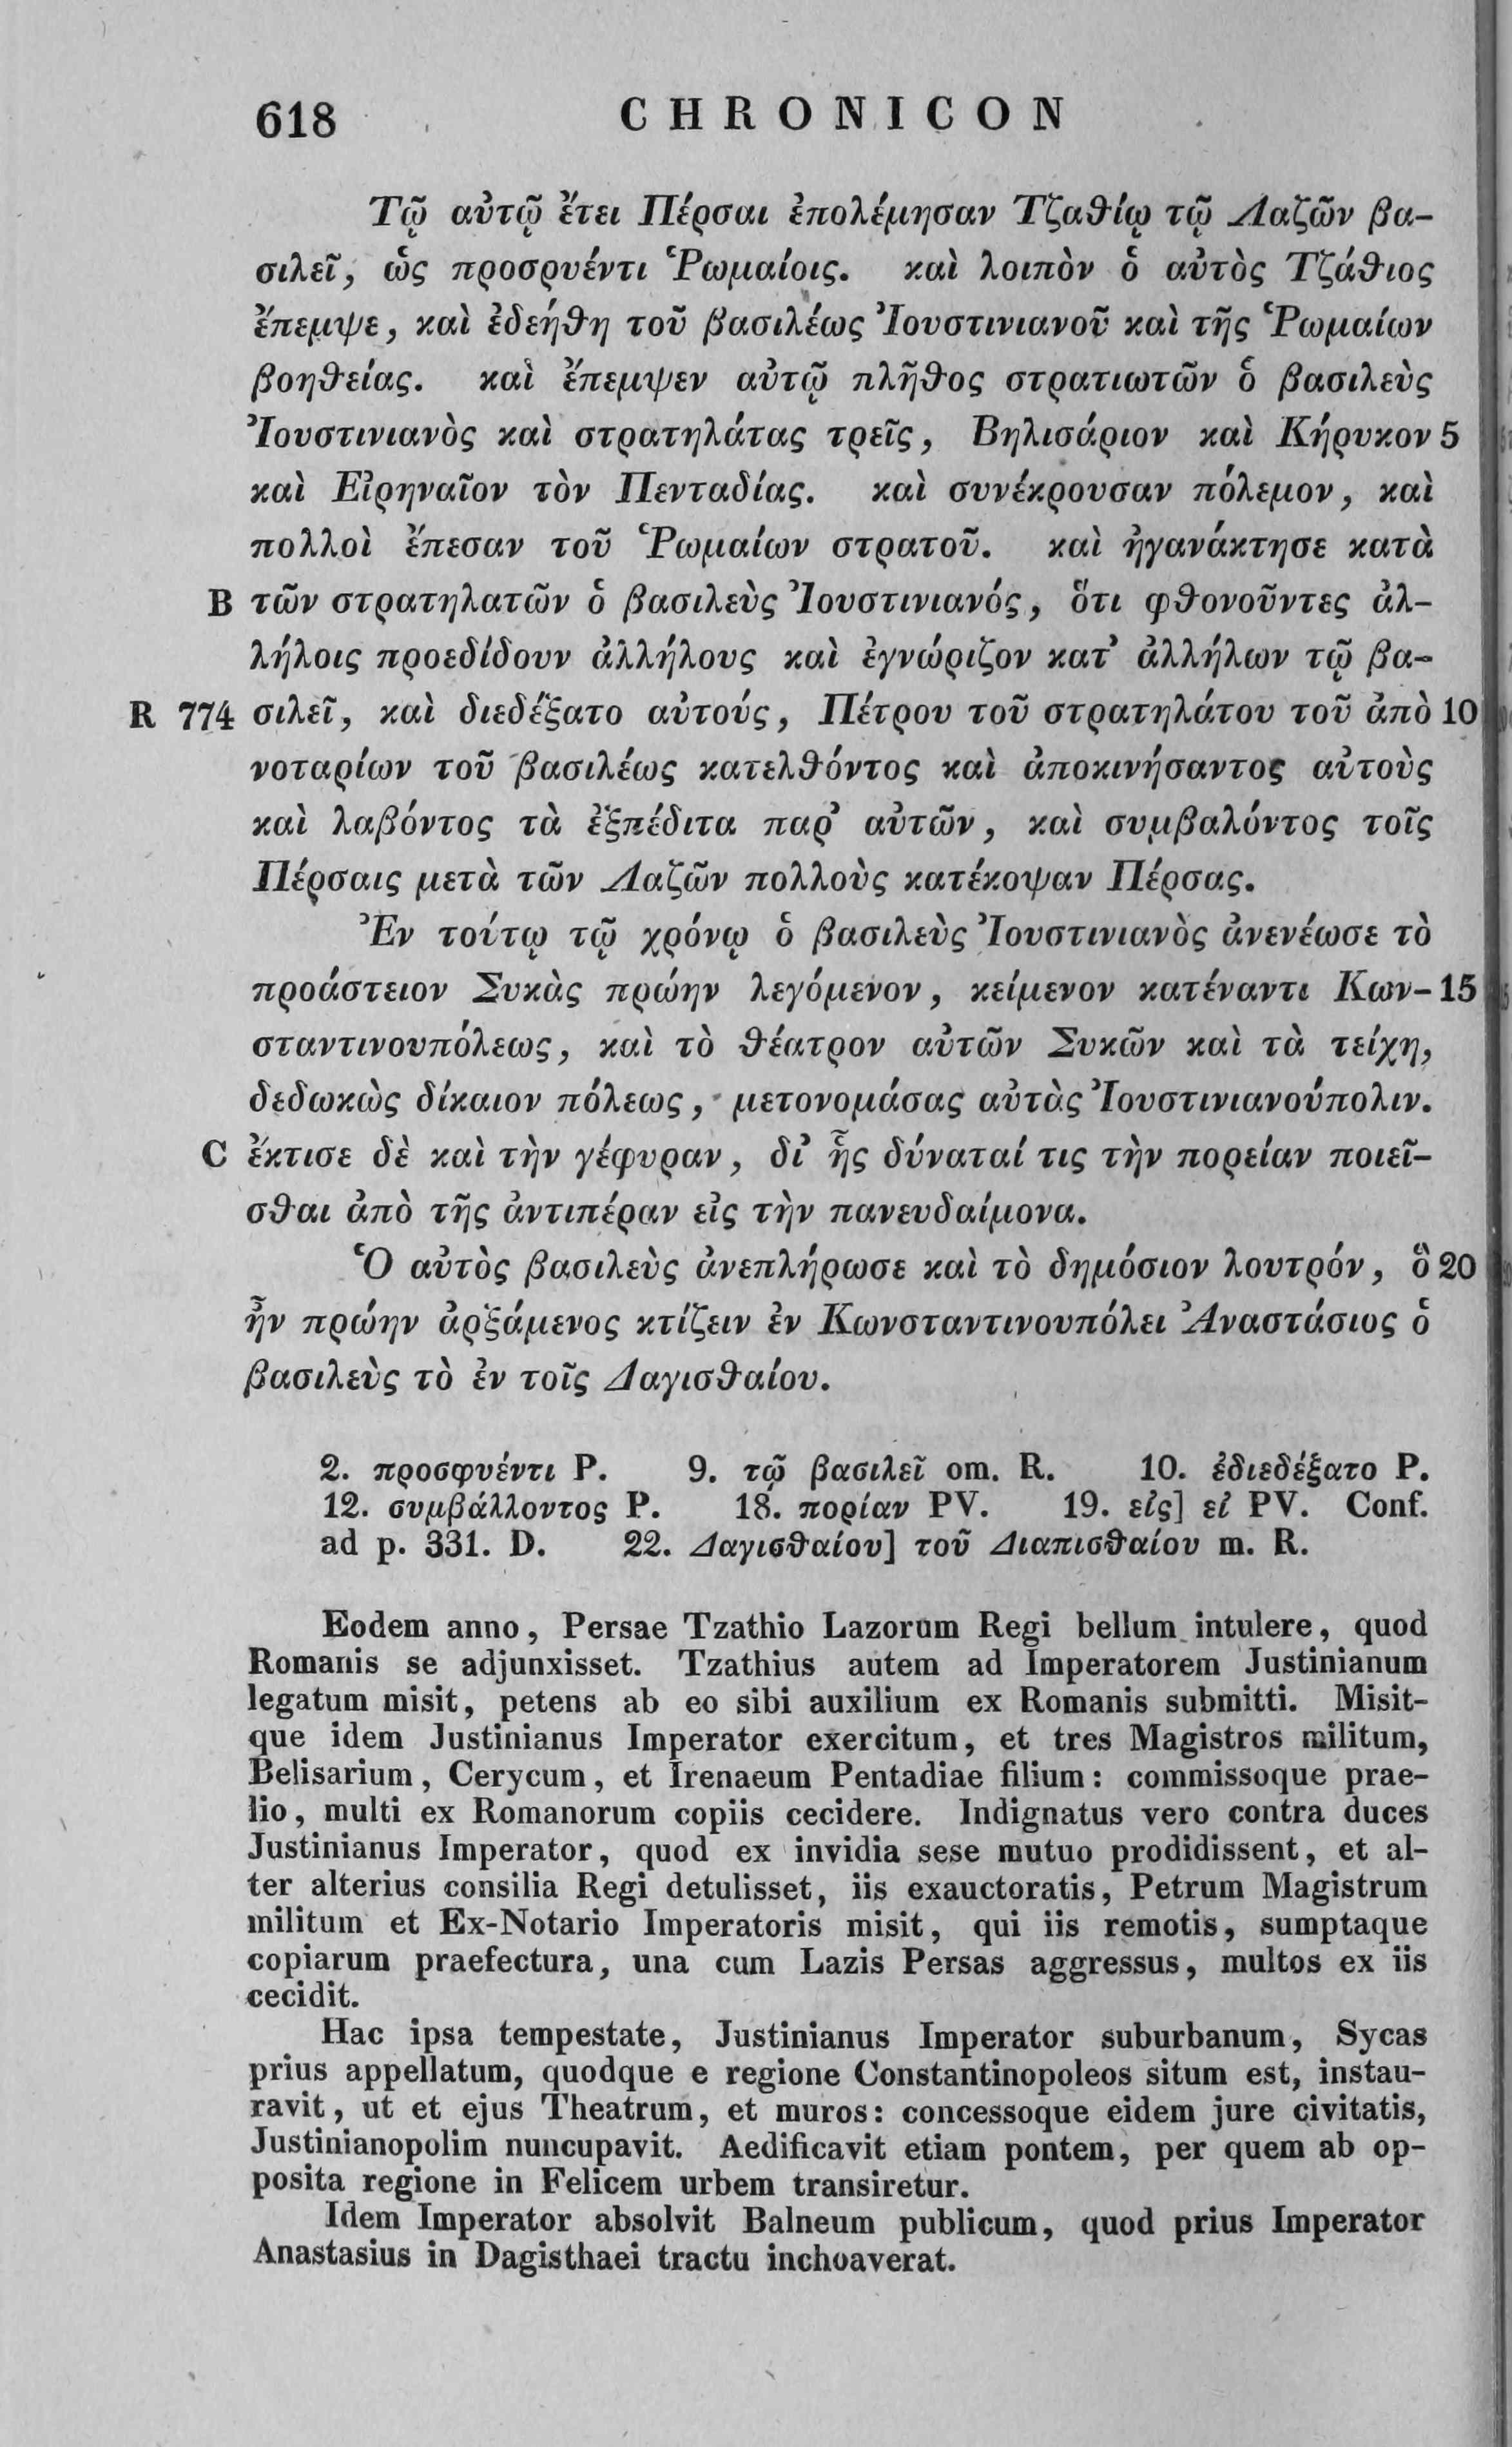 618 CHRONICON
Τῷ αὐτῷ ἔτει Πέρσαι ἐπολέμησαν Τζαθίῳ τῷ Λαζῶν βα-
σιλεῖ, ὡς προσρυέντι Ῥωμαίοις. καὶ λοιπὸν ὁ αὐτὸς Τζάθιος
ἔπεμψε, καὶ ἐδεήθη τοῦ βασιλέως Ἰουστινιανοῦ καὶ τῆς Ῥωμαίων
βοηθείας. καὶ ἔπεμψεν αὐτῷ πλῆθος στρατιωτῶν ὁ βασιλεὺς
Ἰουστινιανὸς καὶ στρατηλάτας τρεῖς, Βηλισάριον καὶ Κήρυκον 5
καὶ Εἰρηναῖον τὸν Πενταδίας. καὶ συνέκρουσαν πόλεμον, καὶ
πολλοὶ ἔπεσαν τοῦ Ῥωμαίων στρατοῦ. καὶ ἠγανάκτησε κατὰ
B τῶν στρατηλατῶν ὁ βασιλεὺς Ἰουστινιανός, ὅτι φθονοῦντες ἀλ-
λήλοις προεδίδουν ἀλλήλους καὶ ἐγνώριζον κατ’ ἀλλήλων τῷ βα-
R 774 σιλεῖ, καὶ διεδέξατο αὐτούς, Πέτρου τοῦ στρατηλάτου τοῦ ἀπὸ 10
νοταρίων τοῦ βασιλέως κατελθόντος καὶ ἀποκινήσαντος αὐτοὺς
καὶ λαβόντος τὰ ἐξπέδιτα παρ’ αὐτῶν, καὶ συμβαλόντος τοῖς
Πέρσαις μετὰ τῶν Λαζῶν πολλοὺς κατέκοψαν Πέρσας.
Ἐν τούτῳ τῷ χρόνῳ ὁ βασιλεὺς Ἰουστινιανὸς ἀνενέωσε τὸ
προάστειον Συκὰς πρώην λεγόμενον, κείμενον κατέναντι Κων- 15
σταντινουπόλεως, καὶ τὸ θέατρον αὐτῶν Συκῶν καὶ τὰ τείχη,
δεδωκὼς δίκαιον πόλεως, μετονομάσας αὐτὰς Ἰουστινιανούπολιν.
C ἔκτισε δὲ καὶ τὴν γέφυραν, δι’ ἧς δύναταί τις τὴν πορείαν ποιεῖ-
σθαι ἀπὸ τῆς ἀντιπέραν εἰς τὴν πανευδαίμονα.
Ὁ αὐτὸς βασιλεὺς ἀνεπλήρωσε καὶ τὸ δημόσιον λουτρόν, ὃ 20
ἦν πρώην ἀρξάμενος κτίζειν ἐν Κωνσταντινουπόλει Ἀναστάσιος ὁ
βασιλεὺς τὸ ἐν τοῖς Δαγισθαίου.
2. προσφυέντι P. 9. τῷ βασιλεῖ om. R. 10. ἐδιεδέξατο P.
12. συμβάλλοντος P. 18. πορίαν PV. 19. εἰς] εἰ PV. Conf.
ad p. 331. D. 22. Δαγισθαίου] τοῦ Διαπισθαίου m. R.
Eodem anno, Persae Tzathio Lazorum Regi bellum intulere, quod
Romanis se adjunxisset. Tzathius autem ad Imperatorem Justinianum
legatum misit, petens ab eo sibi auxilium ex Romanis submitti. Misit-
que idem Justinianus Imperator exercitum, et tres Magistros militum,
Belisarium, Cerycum, et Irenaeum Pentadiae filium: commissoque prae-
lio, multi ex Romanorum copiis cecidere. Indignatus vero contra duces
Justinianus Imperator, quod ex invidia sese mutuo prodidissent, et al-
ter alterius consilia Regi detulisset, iis exauctoratis, Petrum Magistrum
militum et Ex-Notario Imperatoris misit, qui iis remotis, sumptaque
copiarum praefectura, una cum Lazis Persas aggressus, multos ex iis
cecidit.
Hac ipsa tempestate, Justinianus Imperator suburbanum, Sycas
prius appellatum, quodque e regione Constantinopoleos situm est, instau-
ravit, ut et ejus Theatrum, et muros: concessoque eidem jure civitatis,
Justinianopolim nuncupavit. Aedificavit etiam pontem, per quem ab op-
posita regione in Felicem urbem transiretur.
Idem Imperator absolvit Balneum publicum, quod prius Imperator
Anastasius in Dagisthaei tractu inchoaverat.